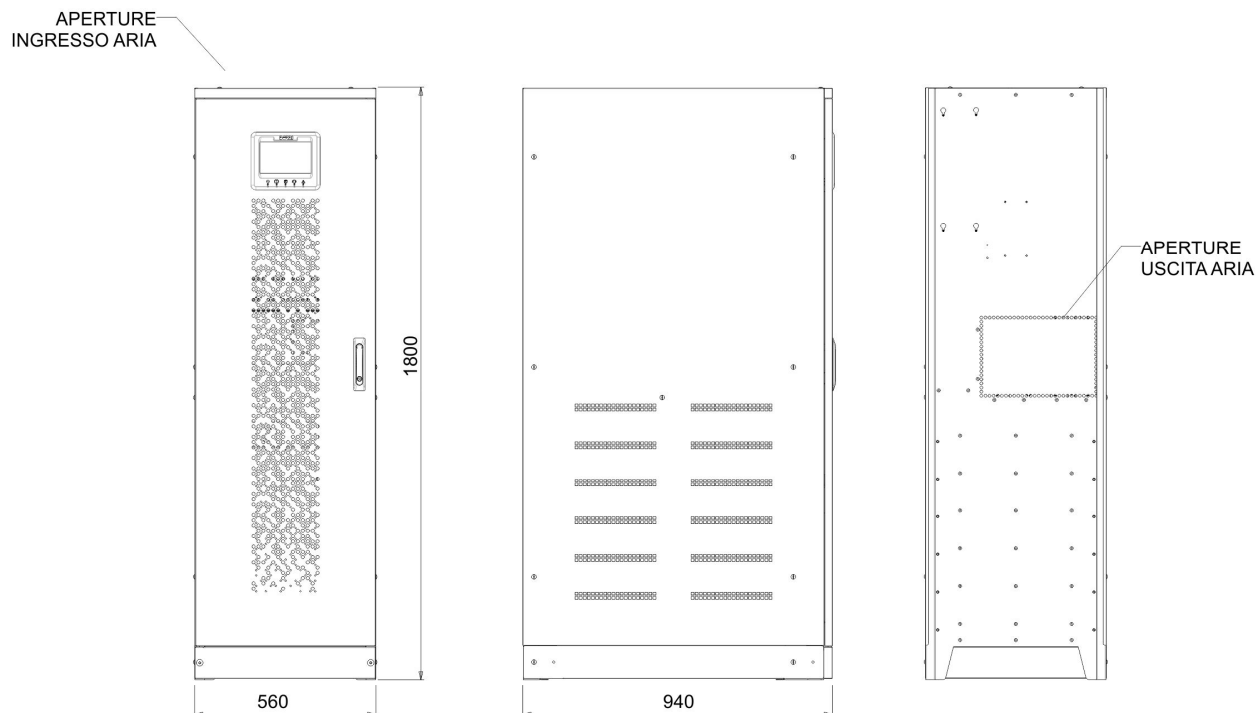 APERTURE
INGRESSO ARIA
APERTURE
USCITA ARIA
1800
560
940